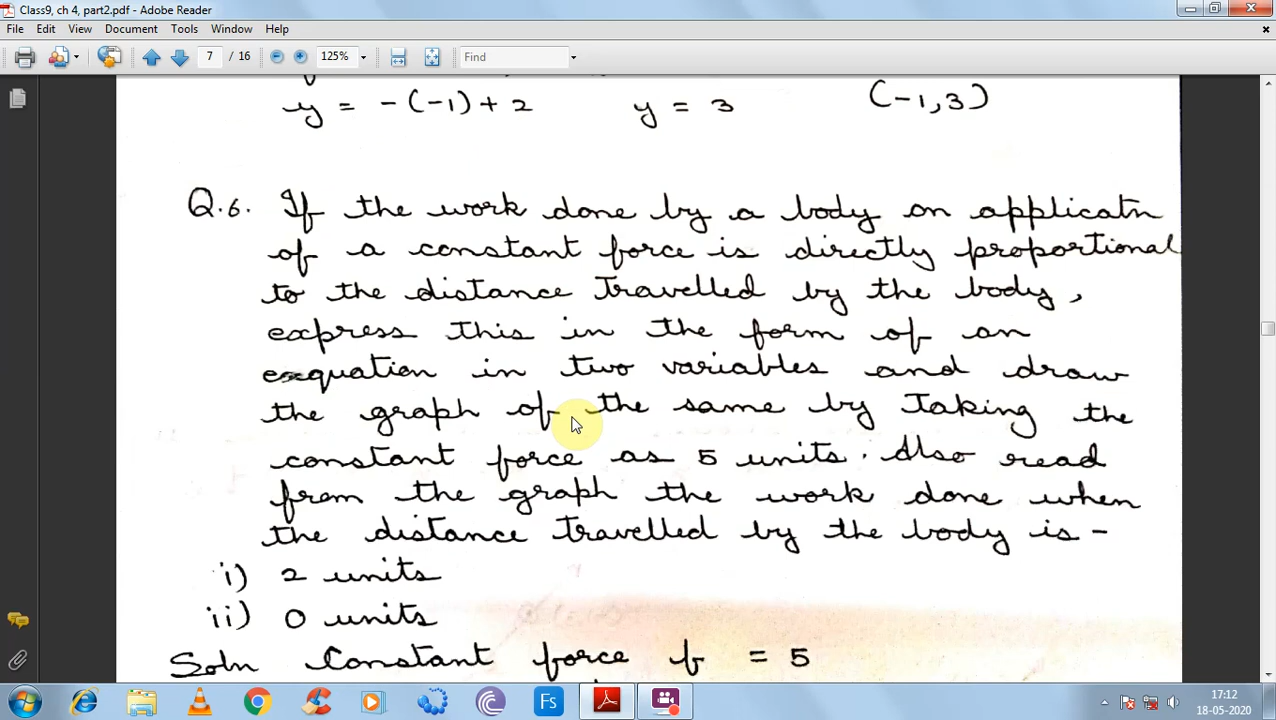 Class9, ch 4, part2.pdf - Adobe Reader
File Edit View Document Tools Window Help
7 / 16 125% Find
y = -(-1) + 2 y = 3 (-1, 3)
Q.6. If the work done by a body on applicatn
of a constant force is directly proportional
to the distance travelled by the body,
express this in the form of an
equation in two variables and draw
the graph of the same by Taking the
constant force as 5 units. Also read
from the graph the work done when
the distance travelled by the body is -
i) 2 units
ii) 0 units
Soln Constant force f = 5
Fs
17:12
18-05-2020